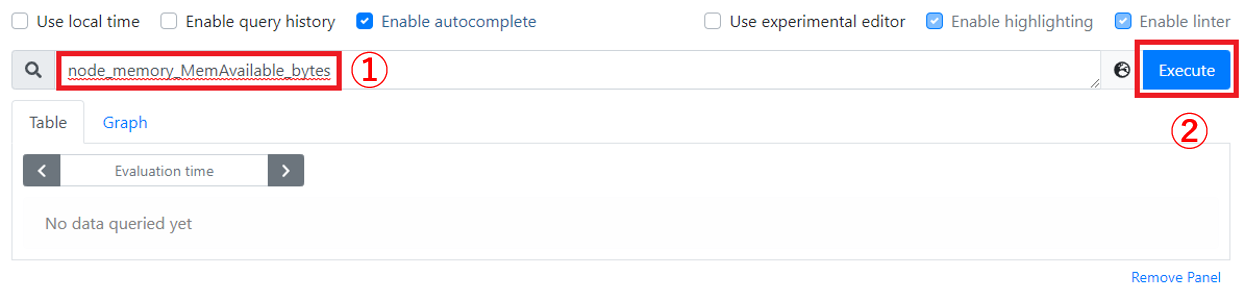 Use local time Enable query history Enable autocomplete Use experimental editor Enable highlighting Enable linter
node_memory_MemAvailable_bytes ① Execute
Table Graph ②
Evaluation time
No data queried yet
Remove Panel